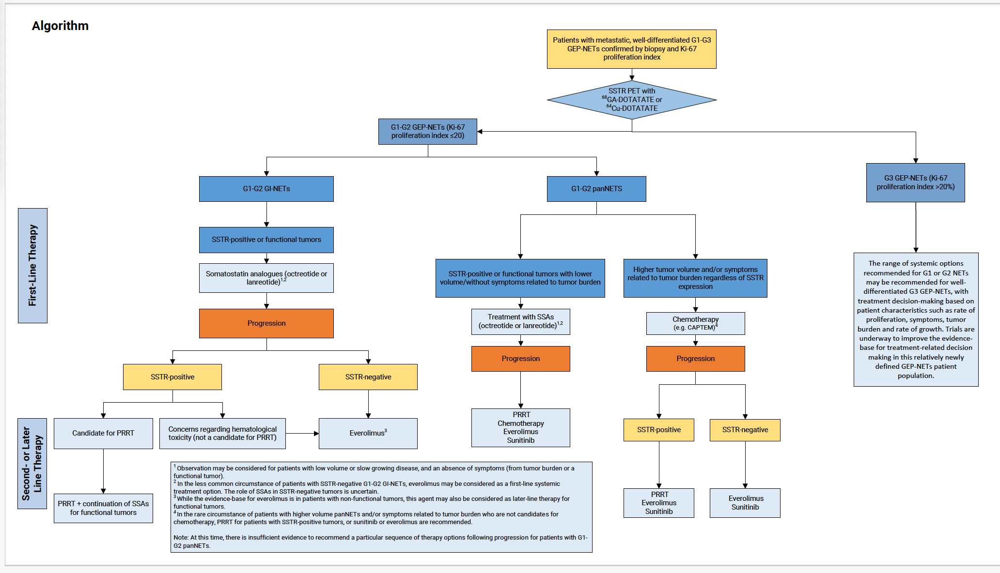 Algorithm
Patients with metastatic, well-differentiated G1-G3
GEP-NETs confirmed by biopsy and Ki-67
proliferation index
SSTR PET with
⁶⁸GA-DOTATATE or
⁶⁴Cu-DOTATATE
G1-G2 GEP-NETs (Ki-67
proliferation index ≤20)
G3 GEP-NETs (Ki-67
proliferation index >20%)
G1-G2 GI-NETs
G1-G2 panNETS
First-Line Therapy
SSTR-positive or functional tumors
Somatostatin analogues (octreotide or
lanreotide)¹,²
Progression
SSTR-positive or functional tumors with lower
volume/without symptoms related to tumor burden
Treatment with SSAs
(octreotide or lanreotide)¹,²
Progression
Higher tumor volume and/or symptoms
related to tumor burden regardless of SSTR
expression
Chemotherapy
(e.g. CAPTEM)⁴
Progression
The range of systemic options
recommended for G1 or G2 NETs
may be recommended for well-
differentiated G3 GEP-NETs, with
treatment decision-making based on
patient characteristics such as rate of
proliferation, symptoms, tumor
burden and rate of growth. Trials are
underway to improve the evidence-
base for treatment-related decision
making in this relatively newly
defined GEP-NETs patient
population.
SSTR-positive
SSTR-negative
Second- or Later
Line Therapy
Candidate for PRRT
Concerns regarding hematological
toxicity (not a candidate for PRRT)
Everolimus³
PRRT
Chemotherapy
Everolimus
Sunitinib
SSTR-positive
SSTR-negative
PRRT + continuation of SSAs
for functional tumors
PRRT
Everolimus
Sunitinib
Everolimus
Sunitinib
¹ Observation may be considered for patients with low volume or slow growing disease, and an absence of symptoms (from tumor burden or a
functional tumor).
² In the less common circumstance of patients with SSTR-negative G1-G2 GI-NETs, everolimus may be considered as a first-line systemic
treatment option. The role of SSAs in SSTR-negative tumors is uncertain.
³ While the evidence-base for everolimus is in patients with non-functional tumors, this agent may also be considered as later-line therapy for
functional tumors.
⁴ In the rare circumstance of patients with higher volume panNETs and/or symptoms related to tumor burden who are not candidates for
chemotherapy, PRRT for patients with SSTR-positive tumors, or sunitinib or everolimus are recommended.
Note: At this time, there is insufficient evidence to recommend a particular sequence of therapy options following progression for patients with G1-
G2 panNETs.